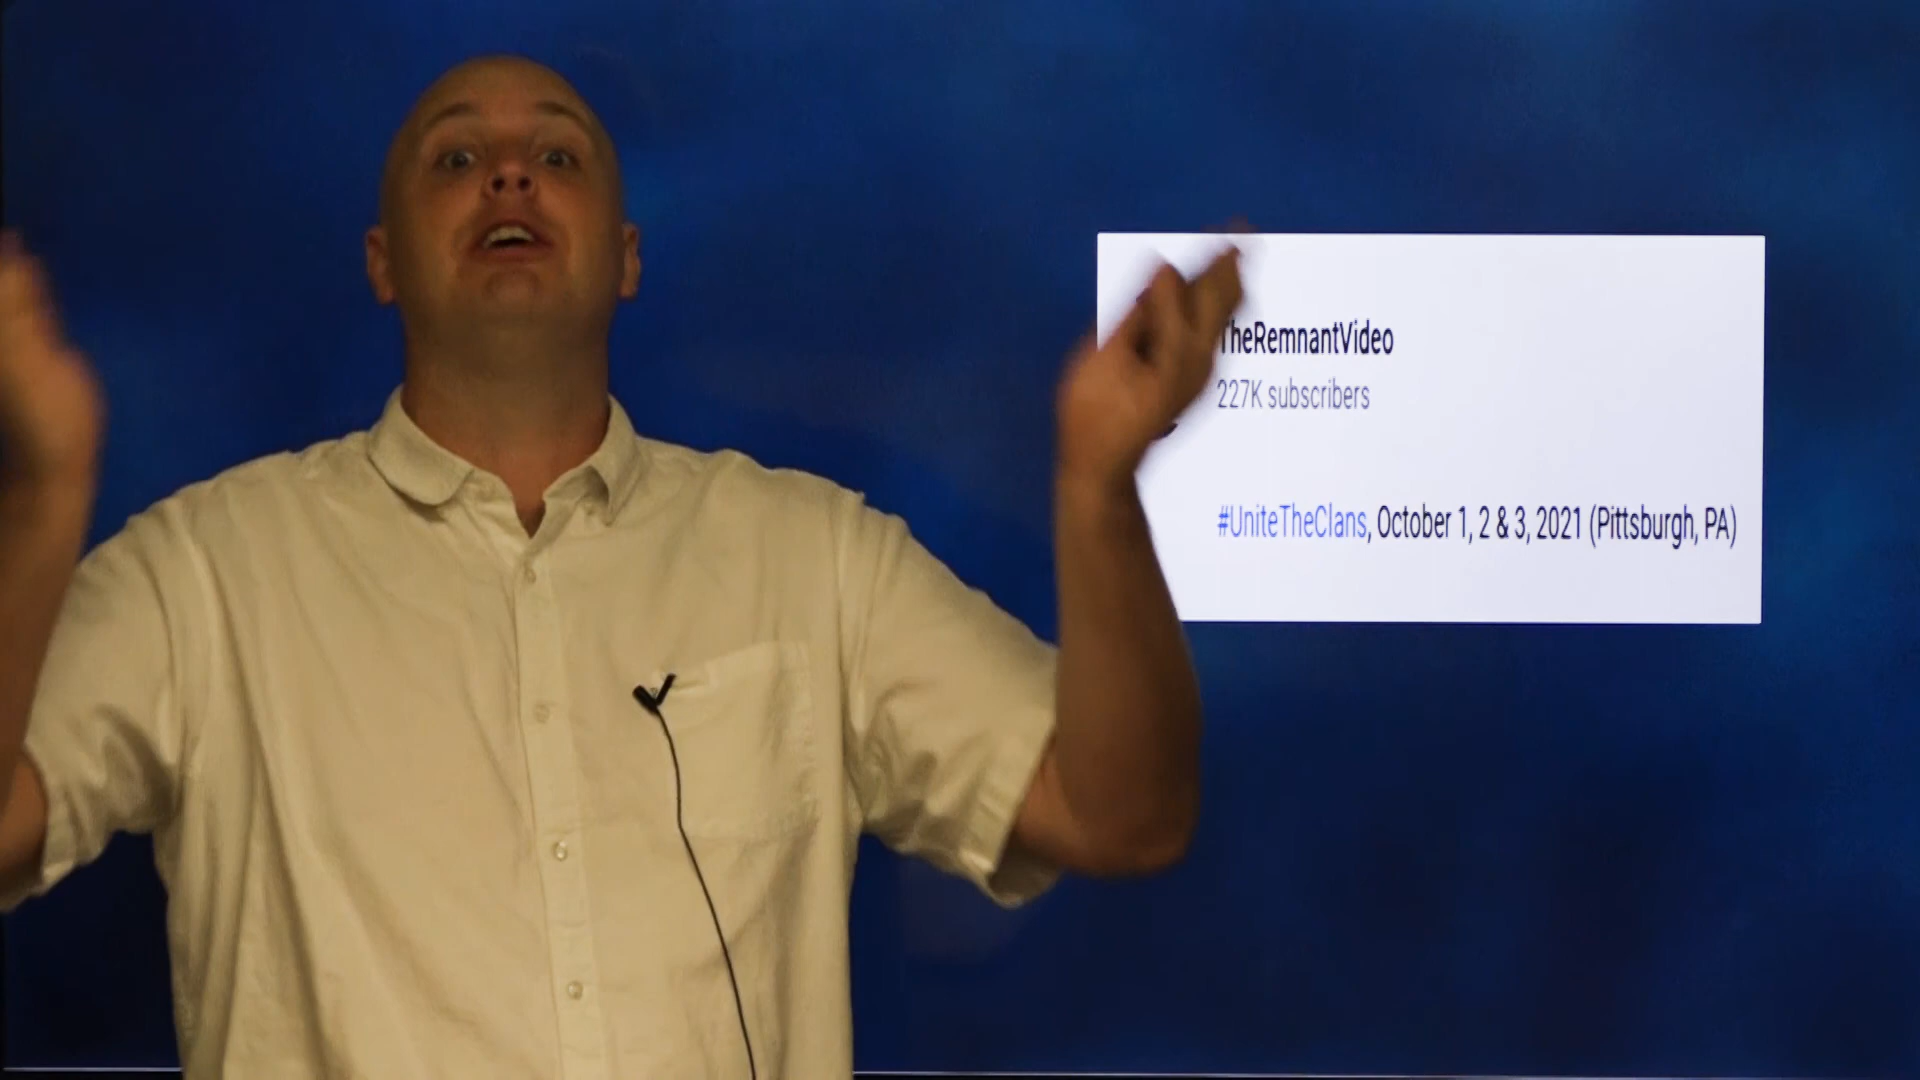 TheRemnantVideo
227K subscribers
#UniteTheClans, October 1, 2 & 3, 2021 (Pittsburgh, PA)